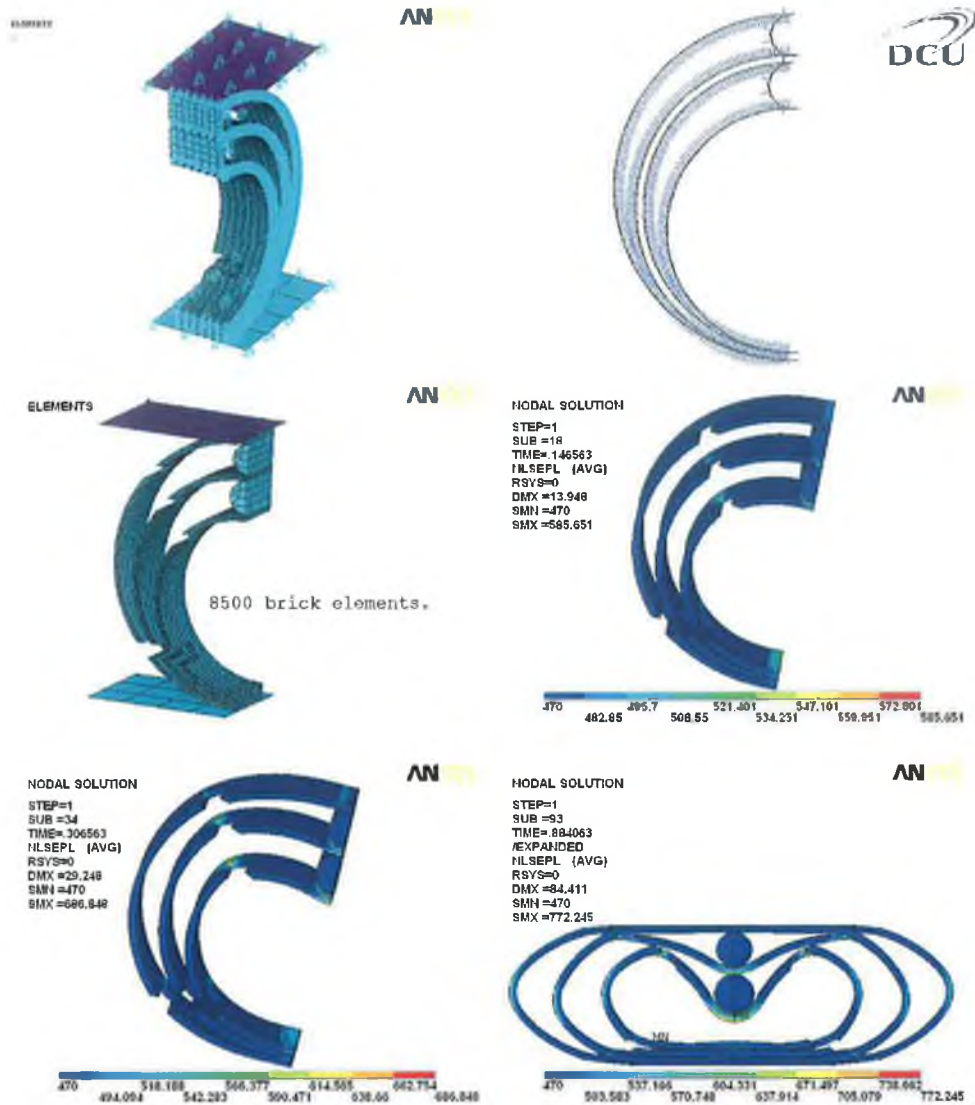 ELEMENTS
AN
DCU
ELEMENTS
AN
8500 brick elements.
NODAL SOLUTION
STEP=1
SUB =18
TIME=.146563
NLSEPL (AVG)
RSYS=0
DMX =13.948
SMN =470
SMX =585.651
AN
470 495.7 521.401 547.101 572.801
482.85 508.55 534.251 559.951 585.651
NODAL SOLUTION
STEP=1
SUB =34
TIME=.306563
NLSEPL (AVG)
RSYS=0
DMX =29.248
SMN =470
SMX =686.848
AN
470 518.188 566.377 614.565 662.754
494.094 542.283 590.471 638.66 686.848
NODAL SOLUTION
STEP=1
SUB =93
TIME=.884063
/EXPANDED
NLSEPL (AVG)
RSYS=0
DMX =84.411
SMN =470
SMX =772.245
AN
MN
470 537.166 604.331 671.497 738.662
503.583 570.748 637.914 705.079 772.245